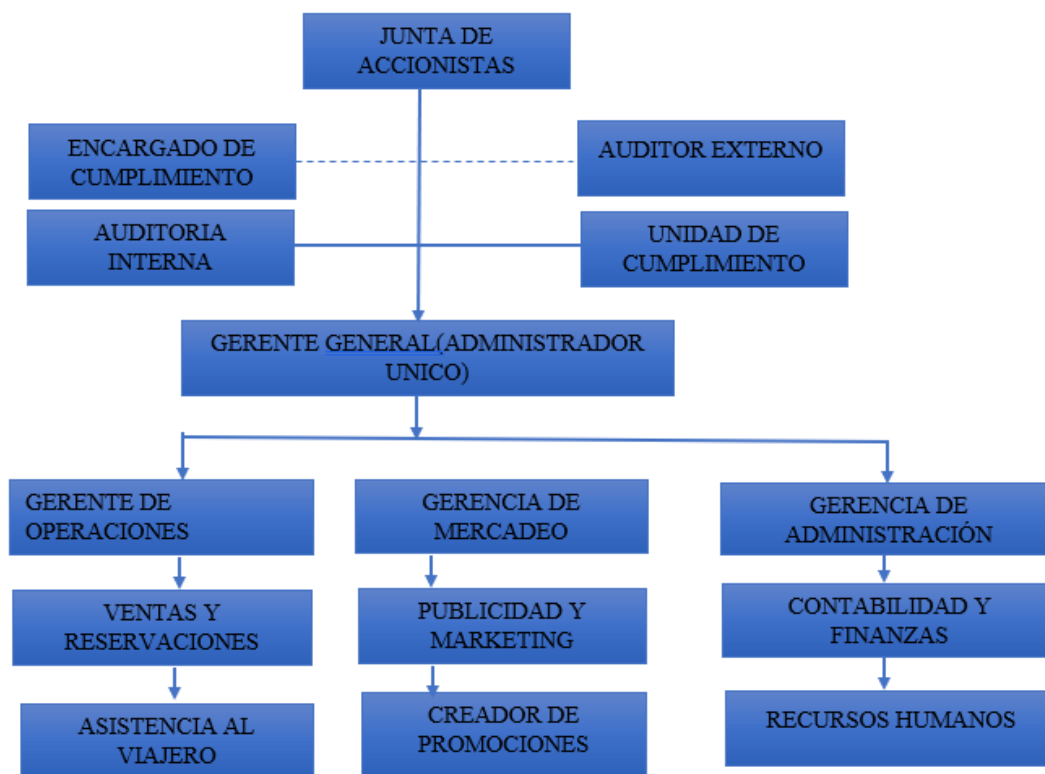 JUNTA DE
ACCIONISTAS
ENCARGADO DE
CUMPLIMIENTO
AUDITOR EXTERNO
AUDITORIA
INTERNA
UNIDAD DE
CUMPLIMIENTO
GERENTE GENERAL(ADMINISTRADOR
UNICO)
GERENTE DE
OPERACIONES
GERENCIA DE
MERCADEO
GERENCIA DE
ADMINISTRACIÓN
VENTAS Y
RESERVACIONES
PUBLICIDAD Y
MARKETING
CONTABILIDAD Y
FINANZAS
ASISTENCIA AL
VIAJERO
CREADOR DE
PROMOCIONES
RECURSOS HUMANOS